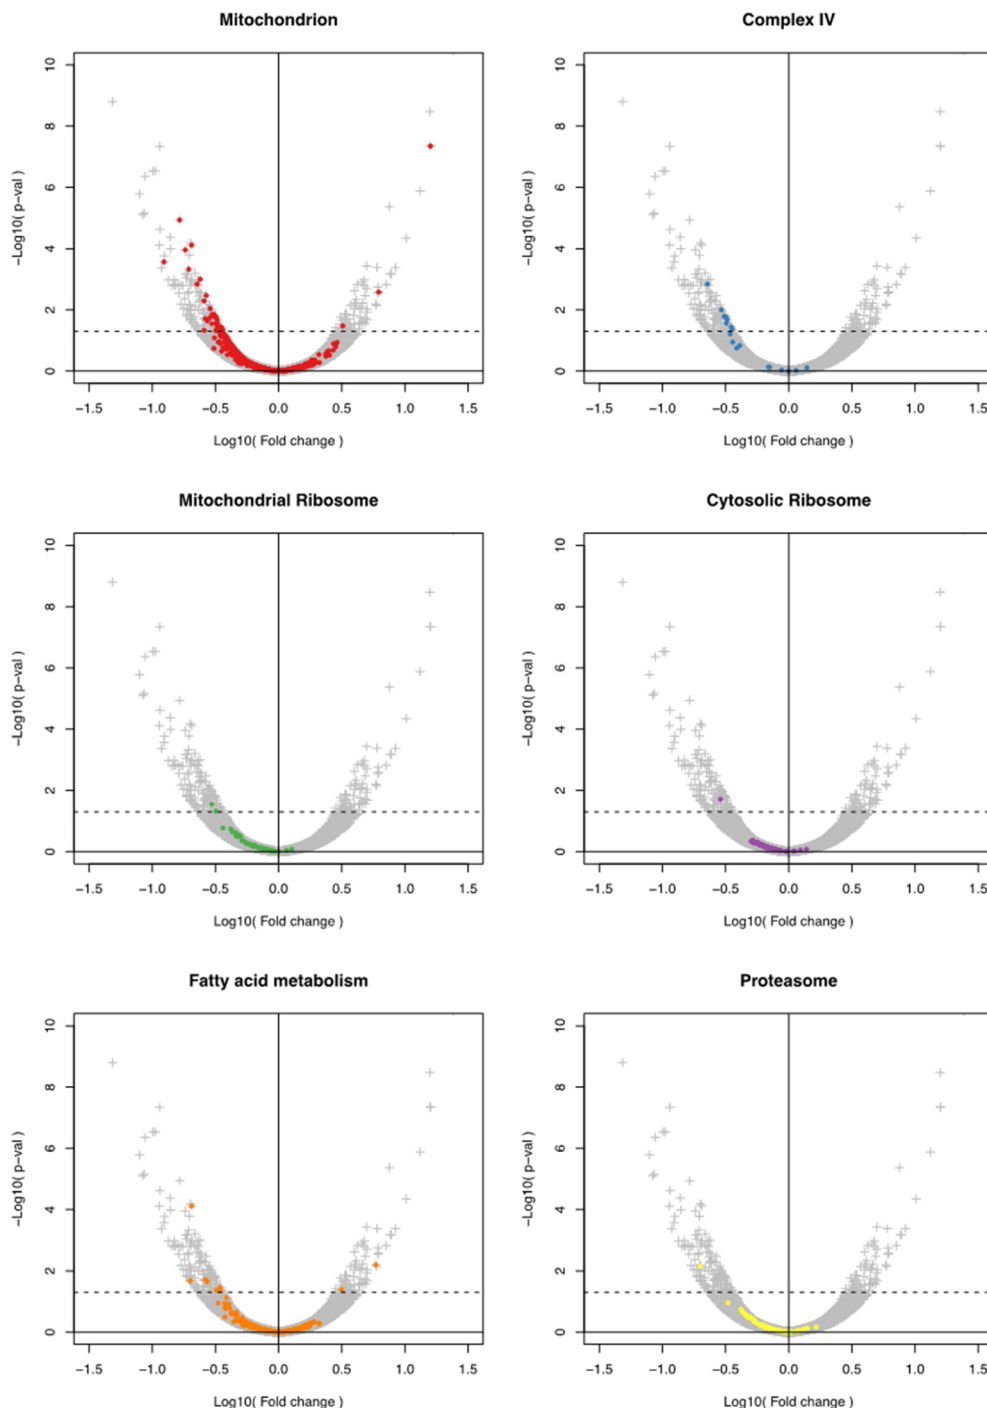 Mitochondrion
Complex IV
−Log10( p−val )
10
8
6
4
2
0
−1.5 −1.0 −0.5 0.0 0.5 1.0 1.5
Log10( Fold change )
−Log10( p−val )
10
8
6
4
2
0
−1.5 −1.0 −0.5 0.0 0.5 1.0 1.5
Log10( Fold change )
Mitochondrial Ribosome
Cytosolic Ribosome
−Log10( p−val )
10
8
6
4
2
0
−1.5 −1.0 −0.5 0.0 0.5 1.0 1.5
Log10( Fold change )
−Log10( p−val )
10
8
6
4
2
0
−1.5 −1.0 −0.5 0.0 0.5 1.0 1.5
Log10( Fold change )
Fatty acid metabolism
Proteasome
−Log10( p−val )
10
8
6
4
2
0
−1.5 −1.0 −0.5 0.0 0.5 1.0 1.5
Log10( Fold change )
−Log10( p−val )
10
8
6
4
2
0
−1.5 −1.0 −0.5 0.0 0.5 1.0 1.5
Log10( Fold change )